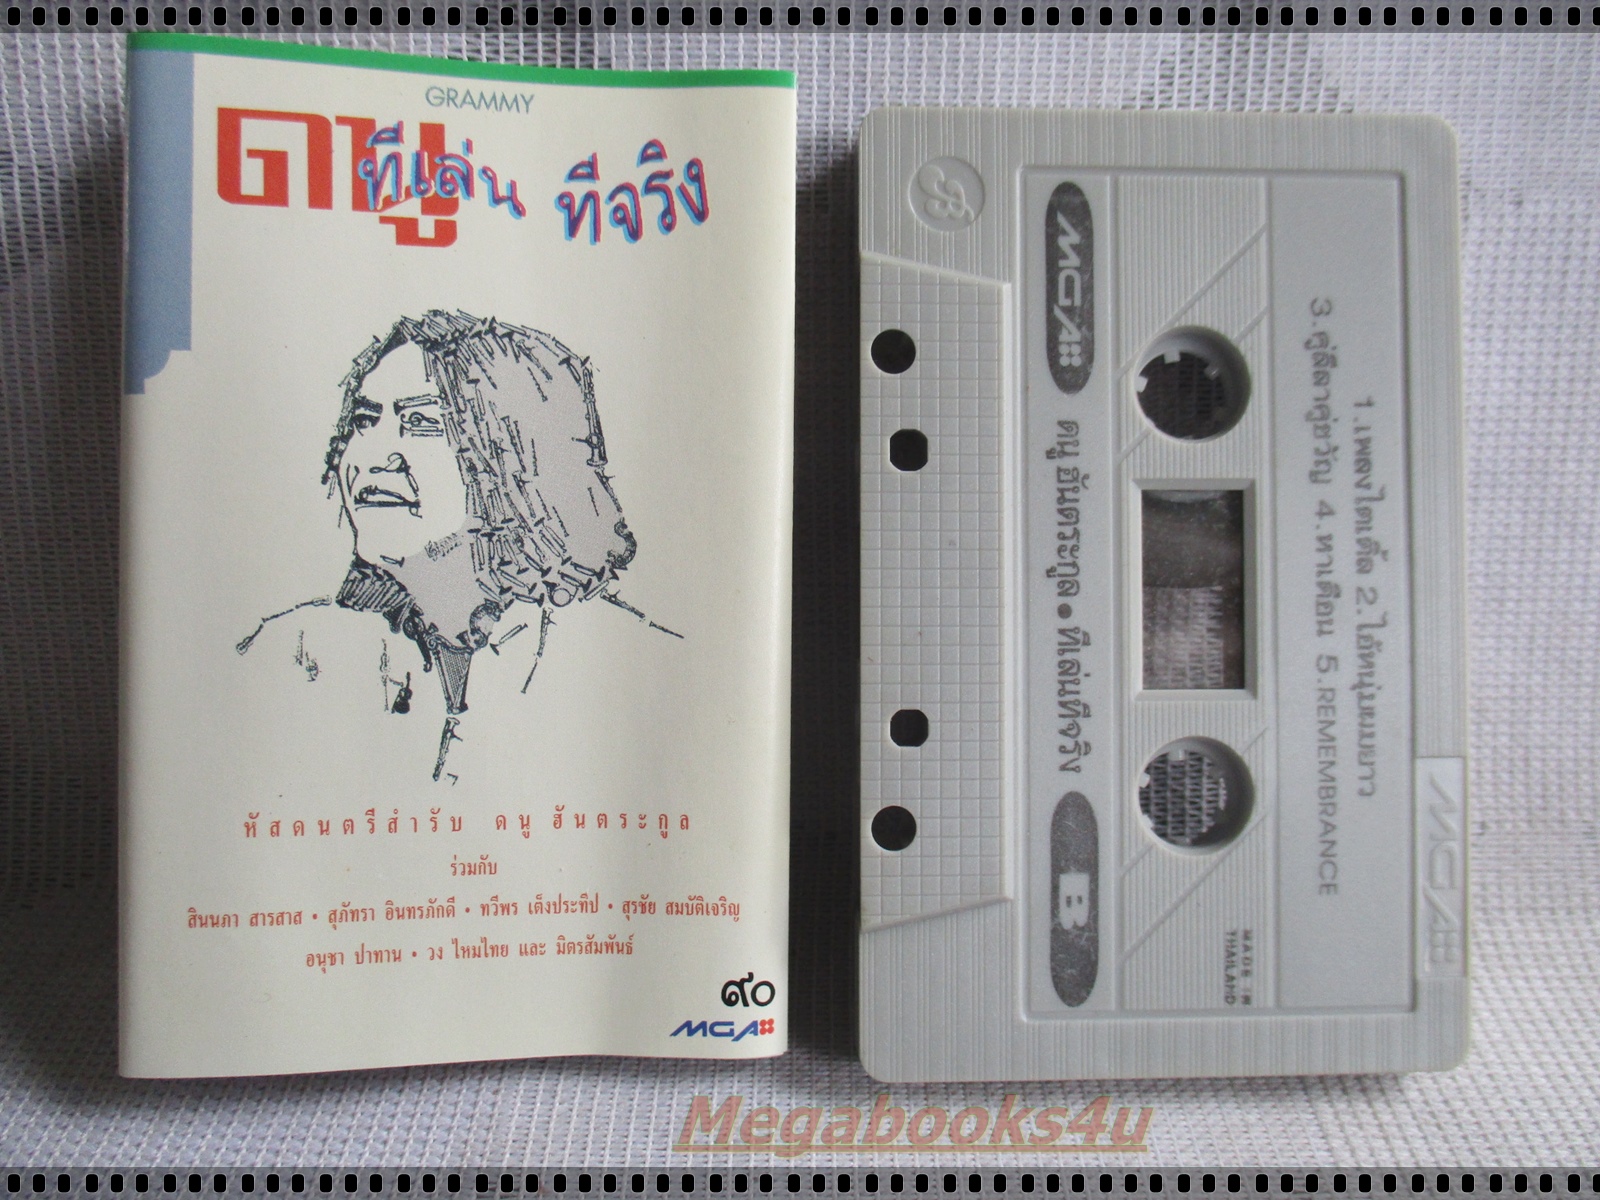 GRAMMY
ดนู ทีเล่น ทีจริง
หัสดนตรีสำรับ ดนู ฮันตระกูล
ร่วมกับ
สินนภา สารสาส • สุภัทรา อินทรภักดี • ทวีพร เต็งประทีป • สุรชัย สมบัติเจริญ
อนุชา ปาทาน • วง ไหมไทย และ มิตรสัมพันธ์
๙๐
MGA
B
MGA ดนู ฮันตระกูล • ทีเล่นทีจริง B
1.เพลงไตเติ้ล 2.ไอ้หนุ่มผมยาว
3.คู่ลีลาคู่ขวัญ 4.หาเดือน 5.REMEMBRANCE
MADE IN
THAILAND
MGA
Megabooks4u